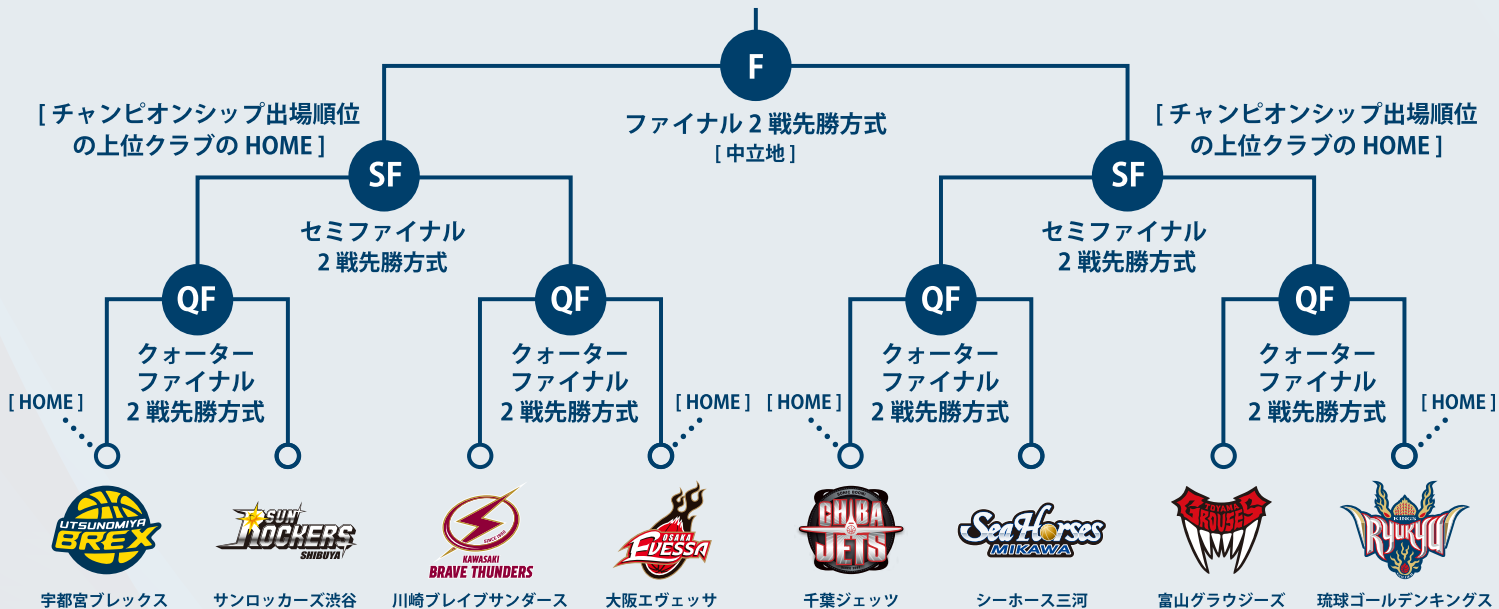 F
[ チャンピオンシップ出場順位
の上位クラブの HOME ]
ファイナル 2 戦先勝方式
[ 中立地 ]
[ チャンピオンシップ出場順位
の上位クラブの HOME ]
SF
SF
セミファイナル
2 戦先勝方式
セミファイナル
2 戦先勝方式
QF
QF
QF
QF
クォーター
ファイナル
2 戦先勝方式
クォーター
ファイナル
2 戦先勝方式
クォーター
ファイナル
2 戦先勝方式
クォーター
ファイナル
2 戦先勝方式
[ HOME ]
[ HOME ]
[ HOME ]
[ HOME ]
UTSUNOMIYA
BREX
SUN
ROCKERS
SHIBUYA
SINCE 1950
KAWASAKI
BRAVE THUNDERS
OSAKA
EVESSA
CHIBA
JETS
SeaHorses
MIKAWA
TOYAMA
GROUSES
KINGS
RYUKYU
宇都宮ブレックス
サンロッカーズ渋谷
川崎ブレイブサンダース
大阪エヴェッサ
千葉ジェッツ
シーホース三河
富山グラウジーズ
琉球ゴールデンキングス